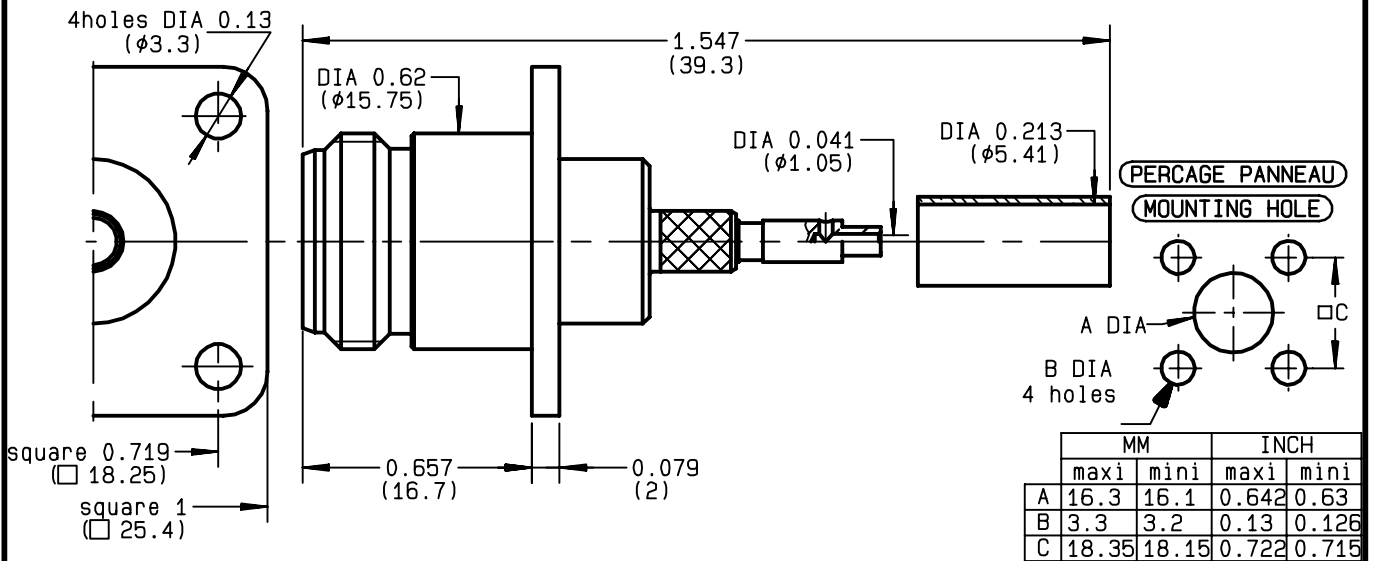 4holes DIA 0.13
(ϕ3.3)
1.547
(39.3)
DIA 0.62
(ϕ15.75)
DIA 0.041
(ϕ1.05)
DIA 0.213
(ϕ5.41)
PERCAGE PANNEAU
MOUNTING HOLE
A DIA
□C
B DIA
4 holes
square 0.719
(□ 18.25)
square 1
(□ 25.4)
0.657
(16.7)
0.079
(2)
MM INCH
maxi mini maxi mini
A 16.3 16.1 0.642 0.63
B 3.3 3.2 0.13 0.126
C 18.35 18.15 0.722 0.715